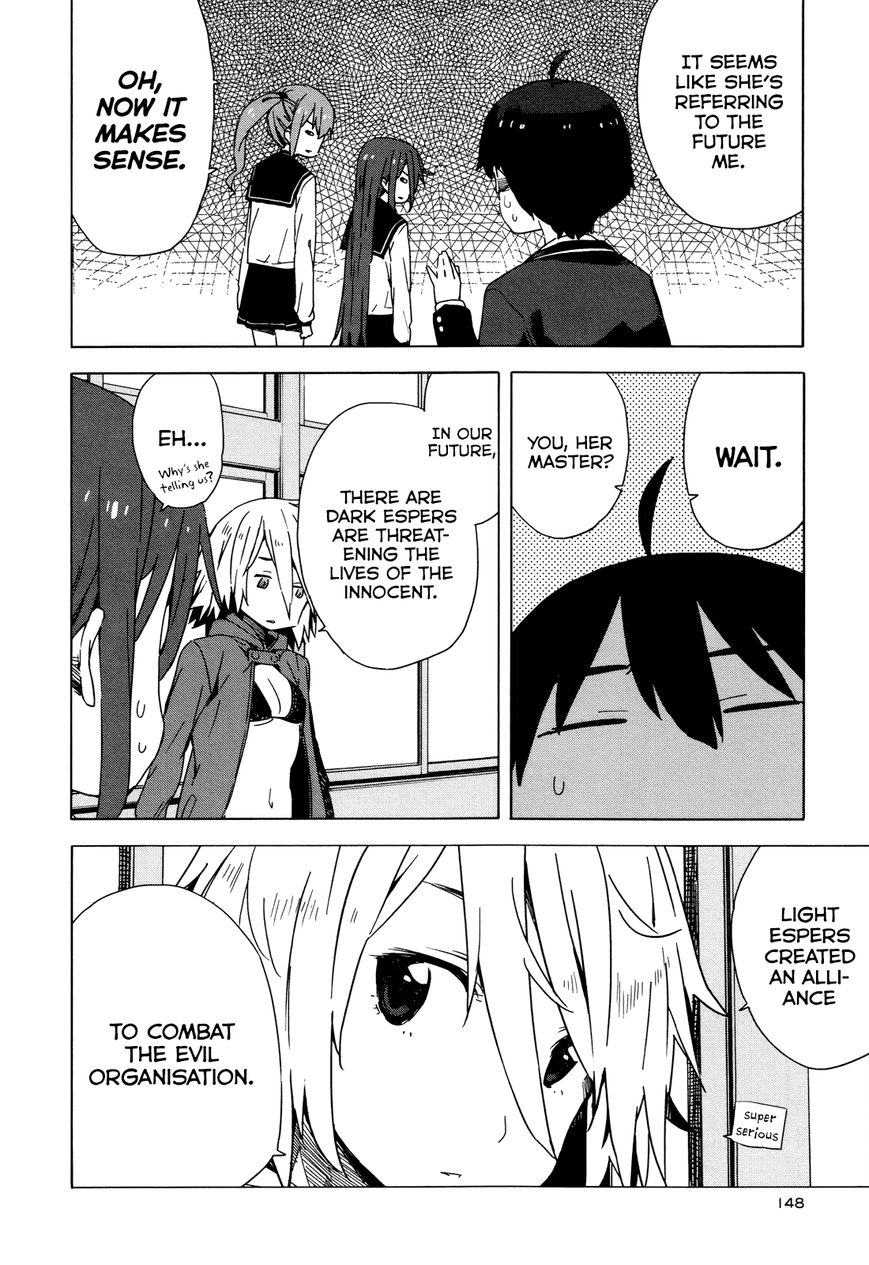 IT SEEMS
LIKE SHE'S
REFERRING
TO THE
FUTURE
ME.
OH,
NOW IT
MAKES
SENSE.
WAIT.
YOU, HER
MASTER?
IN OUR
FUTURE,
THERE ARE
DARK ESPERS
ARE THREAT-
ENING THE
LIVES OF THE
INNOCENT.
EH...
Why's she
telling us?
LIGHT
ESPERS
CREATED
AN ALLI-
ANCE
TO COMBAT
THE EVIL
ORGANISATION.
super
serious
148